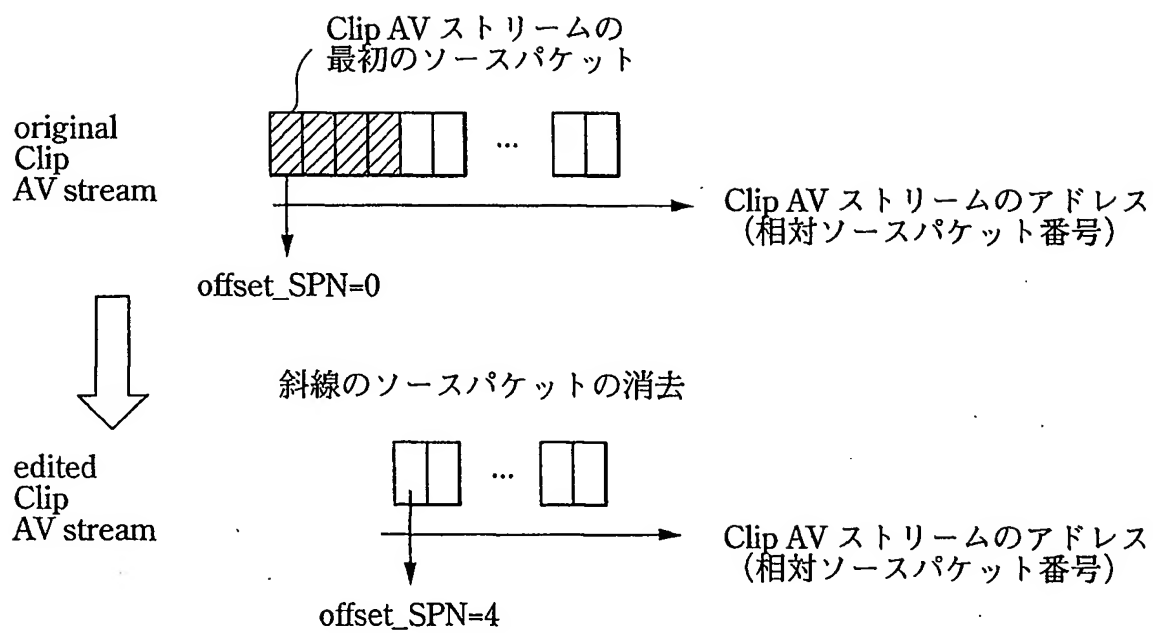 Clip AV ストリームの
最初のソースパケット
original
Clip
AV stream
...
Clip AV ストリームのアドレス
(相対ソースパケット番号)
offset_SPN=0
斜線のソースパケットの消去
edited
Clip
AV stream
...
Clip AV ストリームのアドレス
(相対ソースパケット番号)
offset_SPN=4